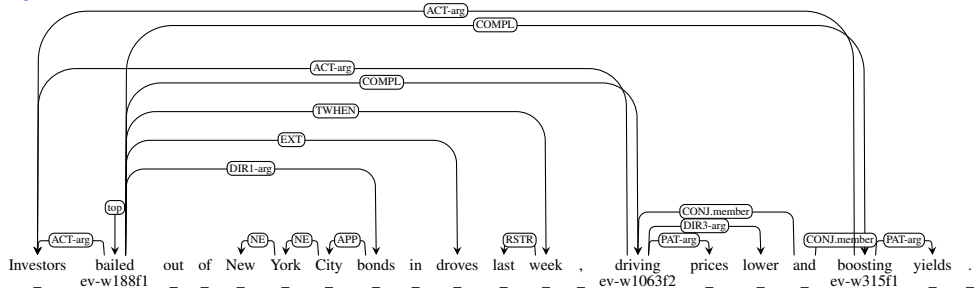 ACT-arg
COMPL
ACT-arg
COMPL
TWHEN
EXT
DIR1-arg
top
CONJ.member
DIR3-arg
ACT-arg NE NE APP RSTR PAT-arg CONJ.member PAT-arg
Investors bailed out of New York City bonds in droves last week , driving prices lower and boosting yields .
_ ev-w188f1 _ _ _ _ _ _ _ _ _ _ _ ev-w1063f2 _ _ _ ev-w315f1 _ _